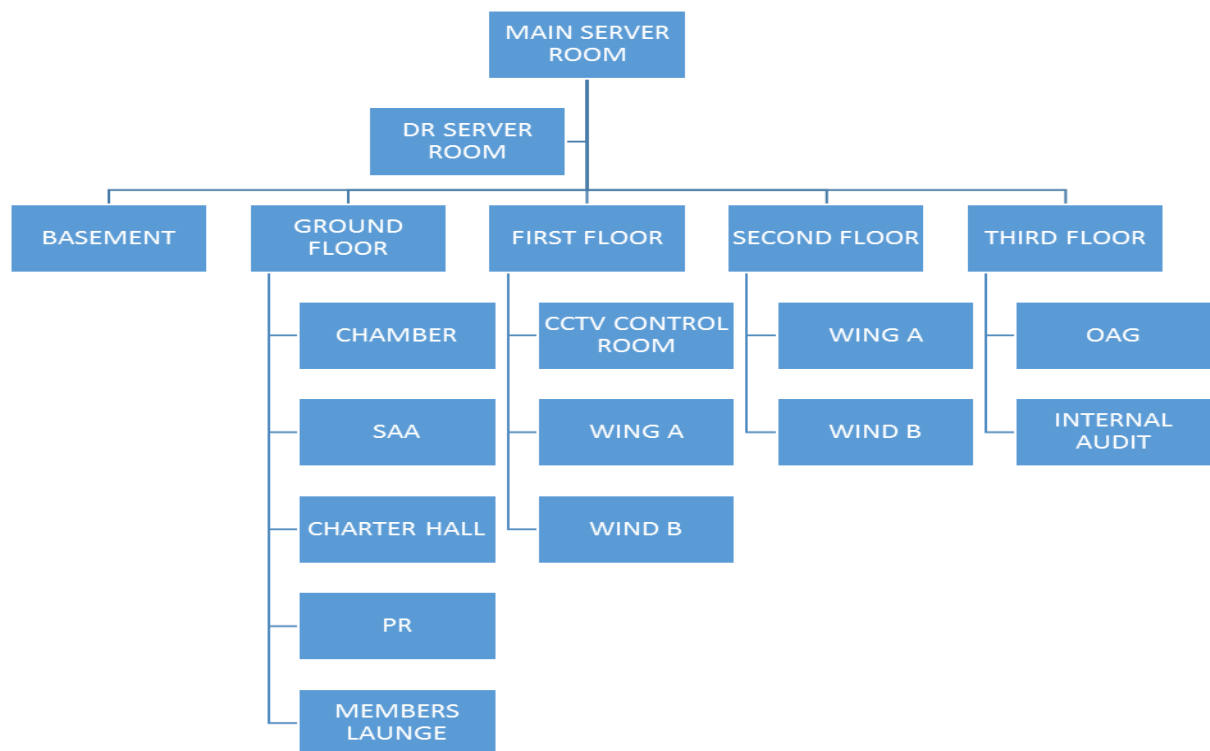 MAIN SERVER
ROOM
DR SERVER
ROOM
BASEMENT
GROUND
FLOOR
FIRST FLOOR
SECOND FLOOR
THIRD FLOOR
CHAMBER
SAA
CHARTER HALL
PR
MEMBERS
LAUNGE
CCTV CONTROL
ROOM
WING A
WIND B
WING A
WIND B
OAG
INTERNAL
AUDIT